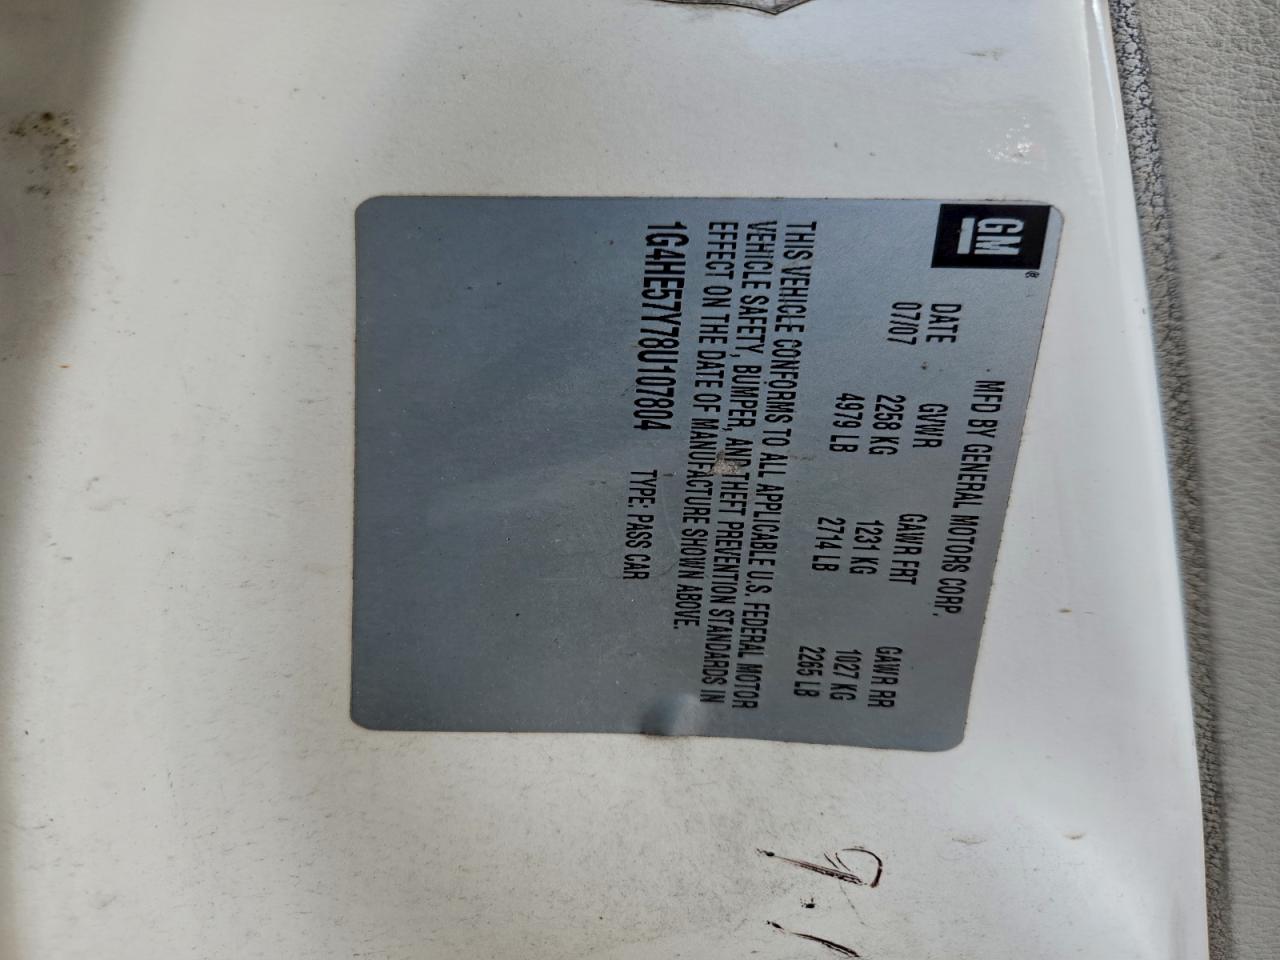 GM®
MFD BY GENERAL MOTORS CORP.
DATE GVWR GAWR FRT GAWR RR
07/07 2258 KG 1231 KG 1027 KG
4979 LB 2714 LB 2265 LB
THIS VEHICLE CONFORMS TO ALL APPLICABLE U.S. FEDERAL MOTOR
VEHICLE SAFETY, BUMPER, AND THEFT PREVENTION STANDARDS IN
EFFECT ON THE DATE OF MANUFACTURE SHOWN ABOVE.
1G4HE57Y78U107804 TYPE: PASS CAR